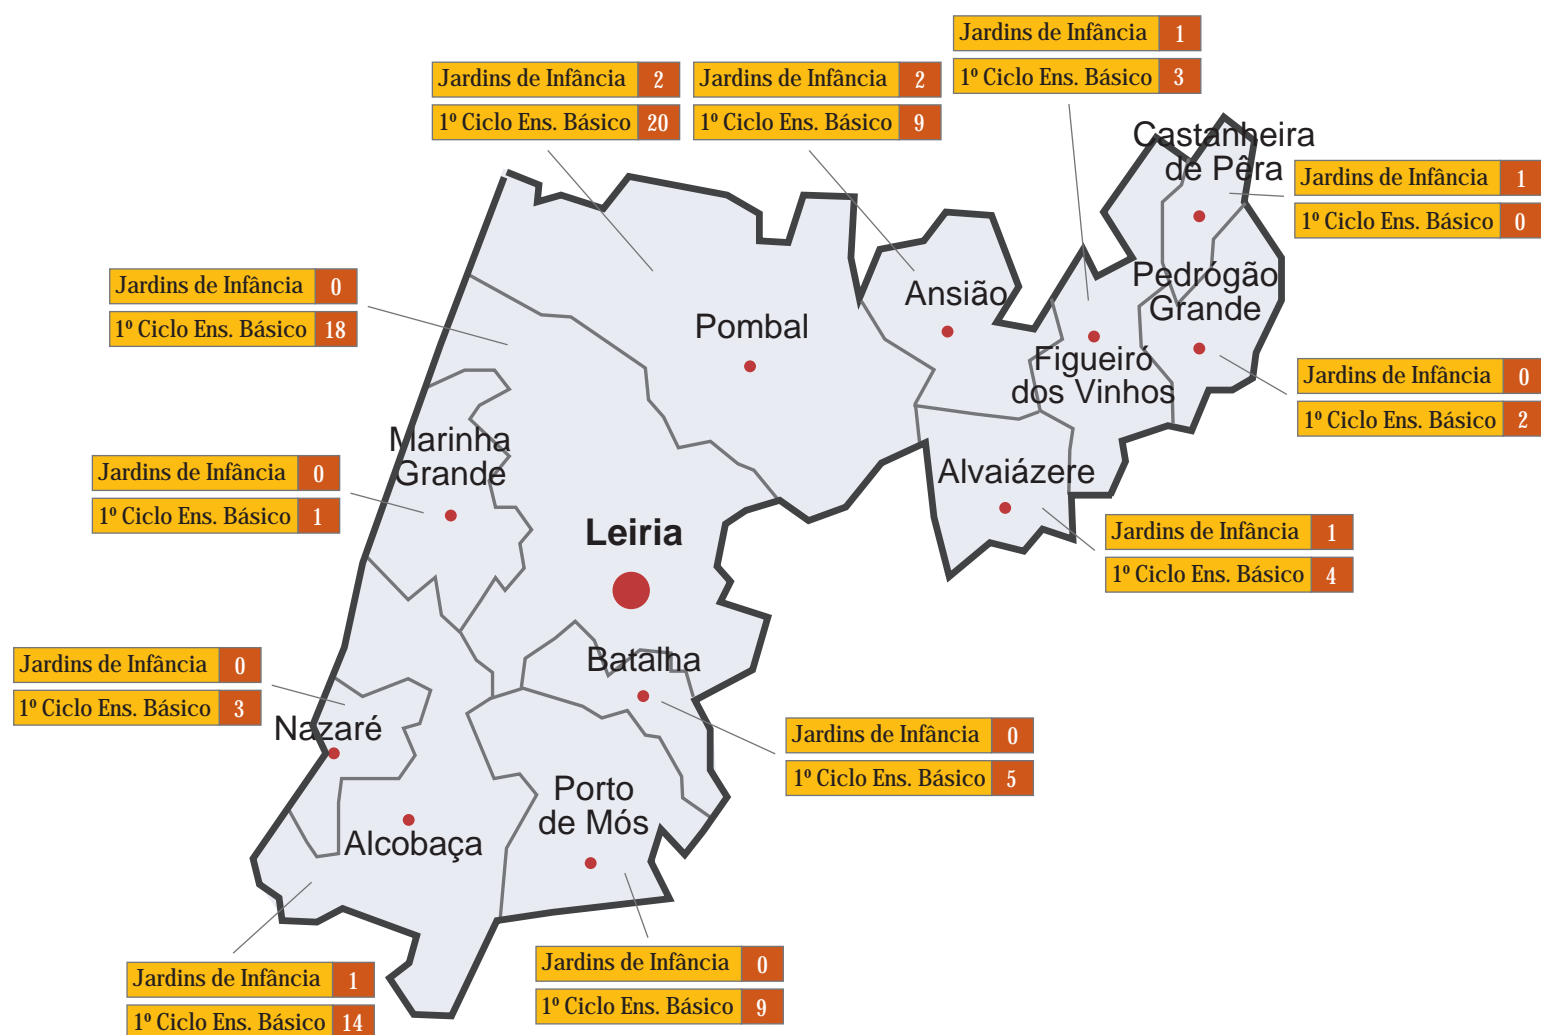 Jardins de Infância 1
1º Ciclo Ens. Básico 3
Jardins de Infância 2
1º Ciclo Ens. Básico 20
Jardins de Infância 2
1º Ciclo Ens. Básico 9
Castanheira
de Pêra
Jardins de Infância 1
1º Ciclo Ens. Básico 0
Jardins de Infância 0
1º Ciclo Ens. Básico 18
Pombal
Ansião
Pedrógão
Grande
Figueiró
dos Vinhos
Jardins de Infância 0
1º Ciclo Ens. Básico 2
Marinha
Grande
Jardins de Infância 0
1º Ciclo Ens. Básico 1
Leiria
Alvaiázere
Jardins de Infância 1
1º Ciclo Ens. Básico 4
Jardins de Infância 0
1º Ciclo Ens. Básico 3
Nazaré
Batalha
Jardins de Infância 0
1º Ciclo Ens. Básico 5
Porto
de Mós
Alcobaça
Jardins de Infância 1
1º Ciclo Ens. Básico 14
Jardins de Infância 0
1º Ciclo Ens. Básico 9